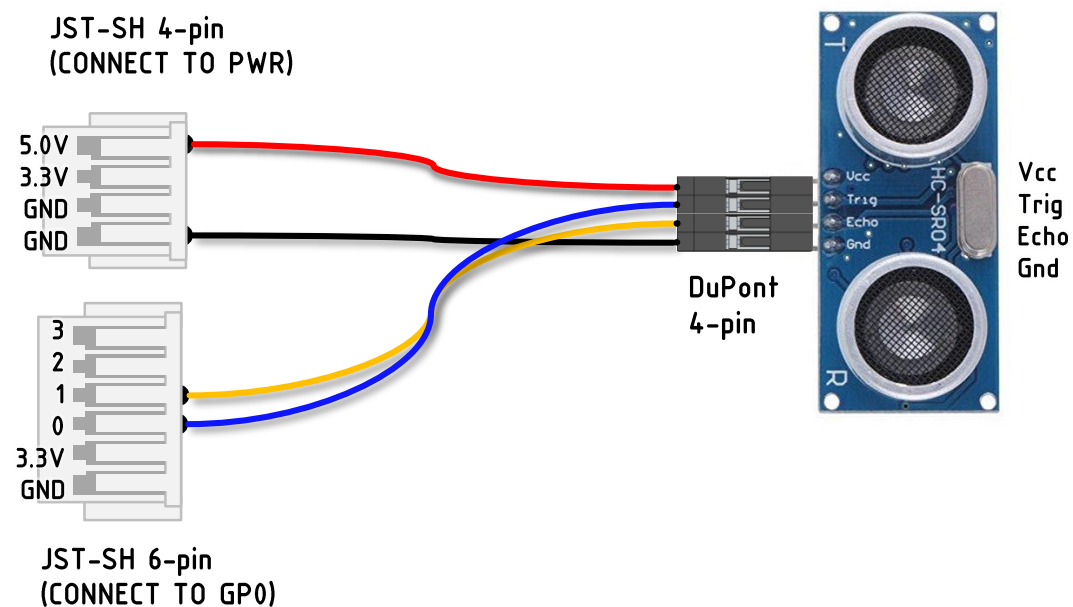 JST-SH 4-pin
(CONNECT TO PWR)
5.0V
3.3V
GND
GND
3
2
1
0
3.3V
GND
JST-SH 6-pin
(CONNECT TO GP0)
DuPont
4-pin
T
Vcc
Trig
Echo
Gnd
HC-SR04
R
Vcc
Trig
Echo
Gnd